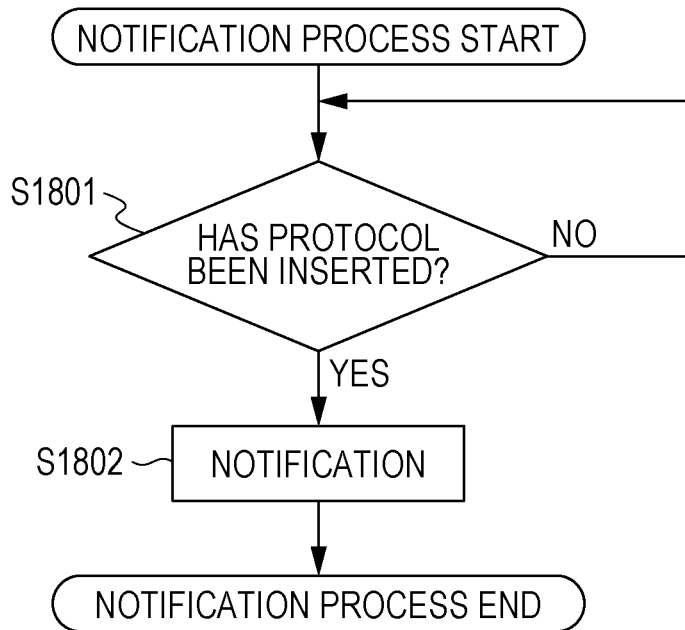 NOTIFICATION PROCESS START
S1801
HAS PROTOCOL
BEEN INSERTED?
NO
YES
S1802
NOTIFICATION
NOTIFICATION PROCESS END